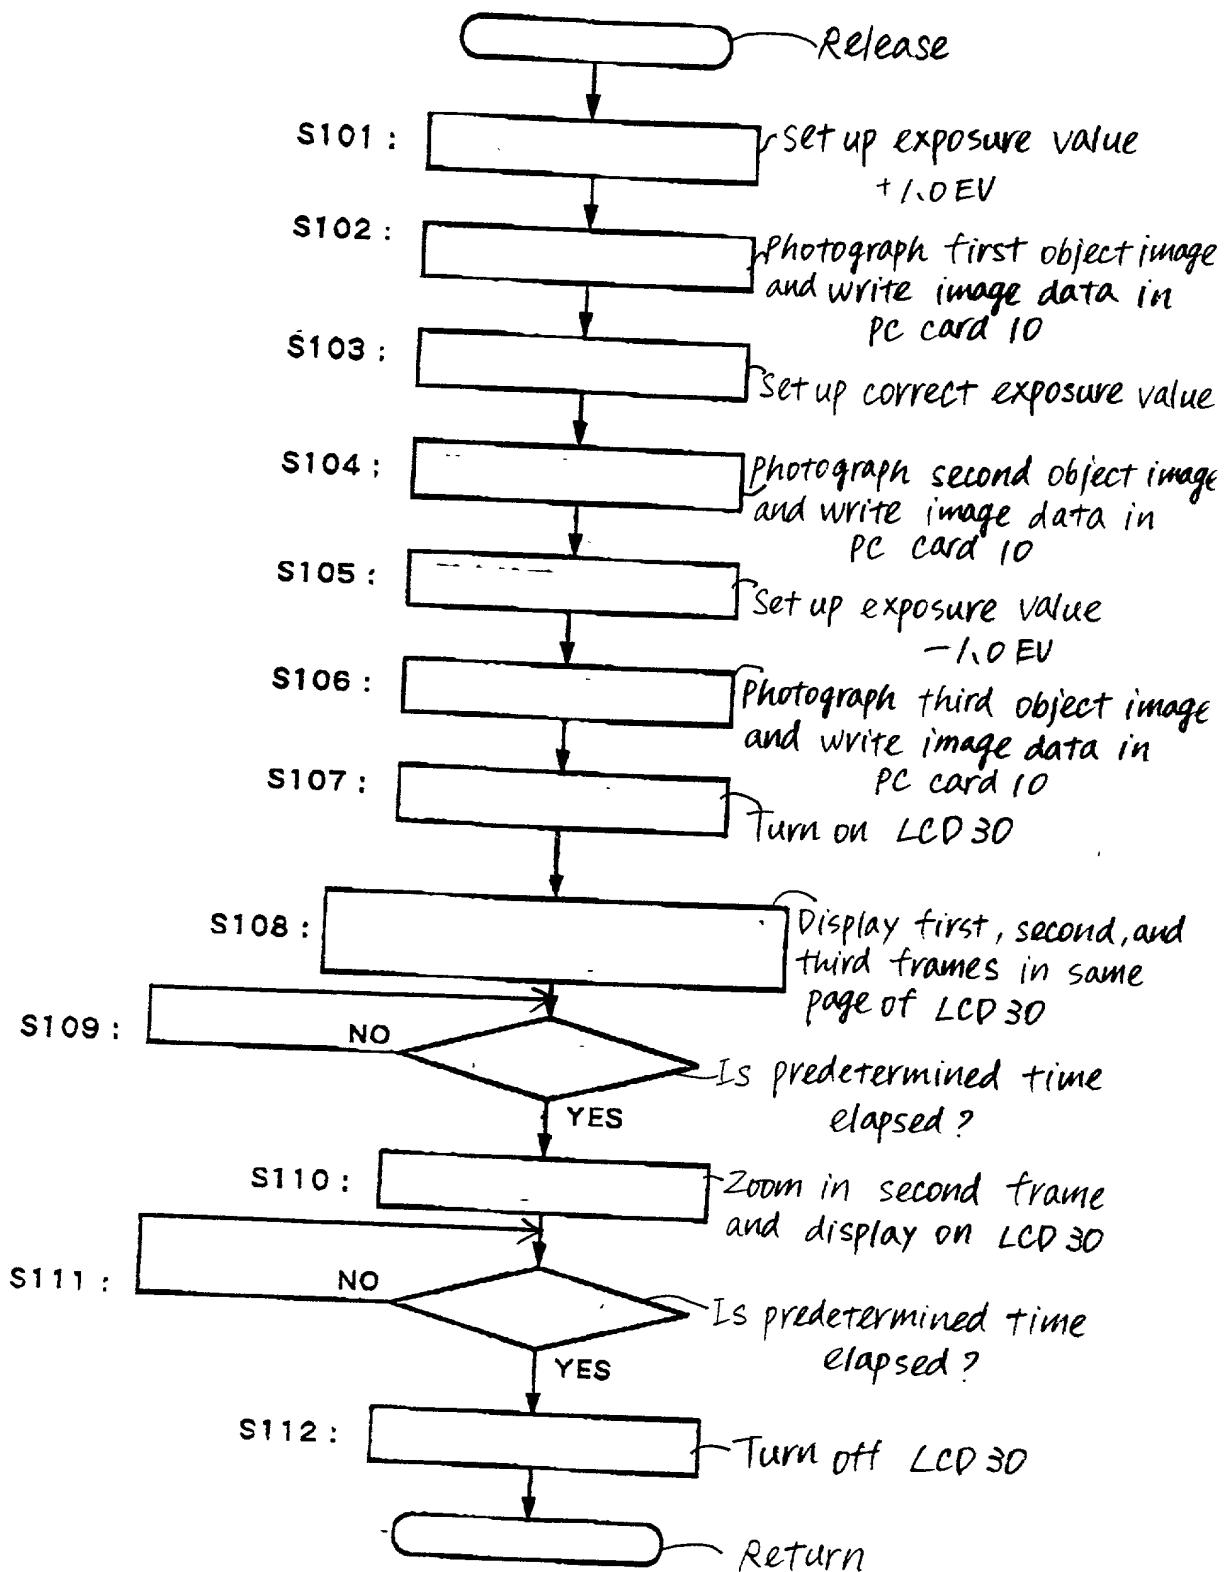 Release
S101:
Set up exposure value
+1.0 EV
S102:
Photograph first object image
and write image data in
PC card 10
S103:
Set up correct exposure value
S104:
Photograph second object image
and write image data in
PC card 10
S105:
Set up exposure value
-1.0 EV
S106:
Photograph third object image
and write image data in
PC card 10
S107:
Turn on LCD 30
S108:
Display first, second, and
third frames in same
page of LCD 30
S109:
NO
Is predetermined time
elapsed?
YES
S110:
Zoom in second frame
and display on LCD 30
S111:
NO
Is predetermined time
elapsed?
YES
S112:
Turn off LCD 30
Return